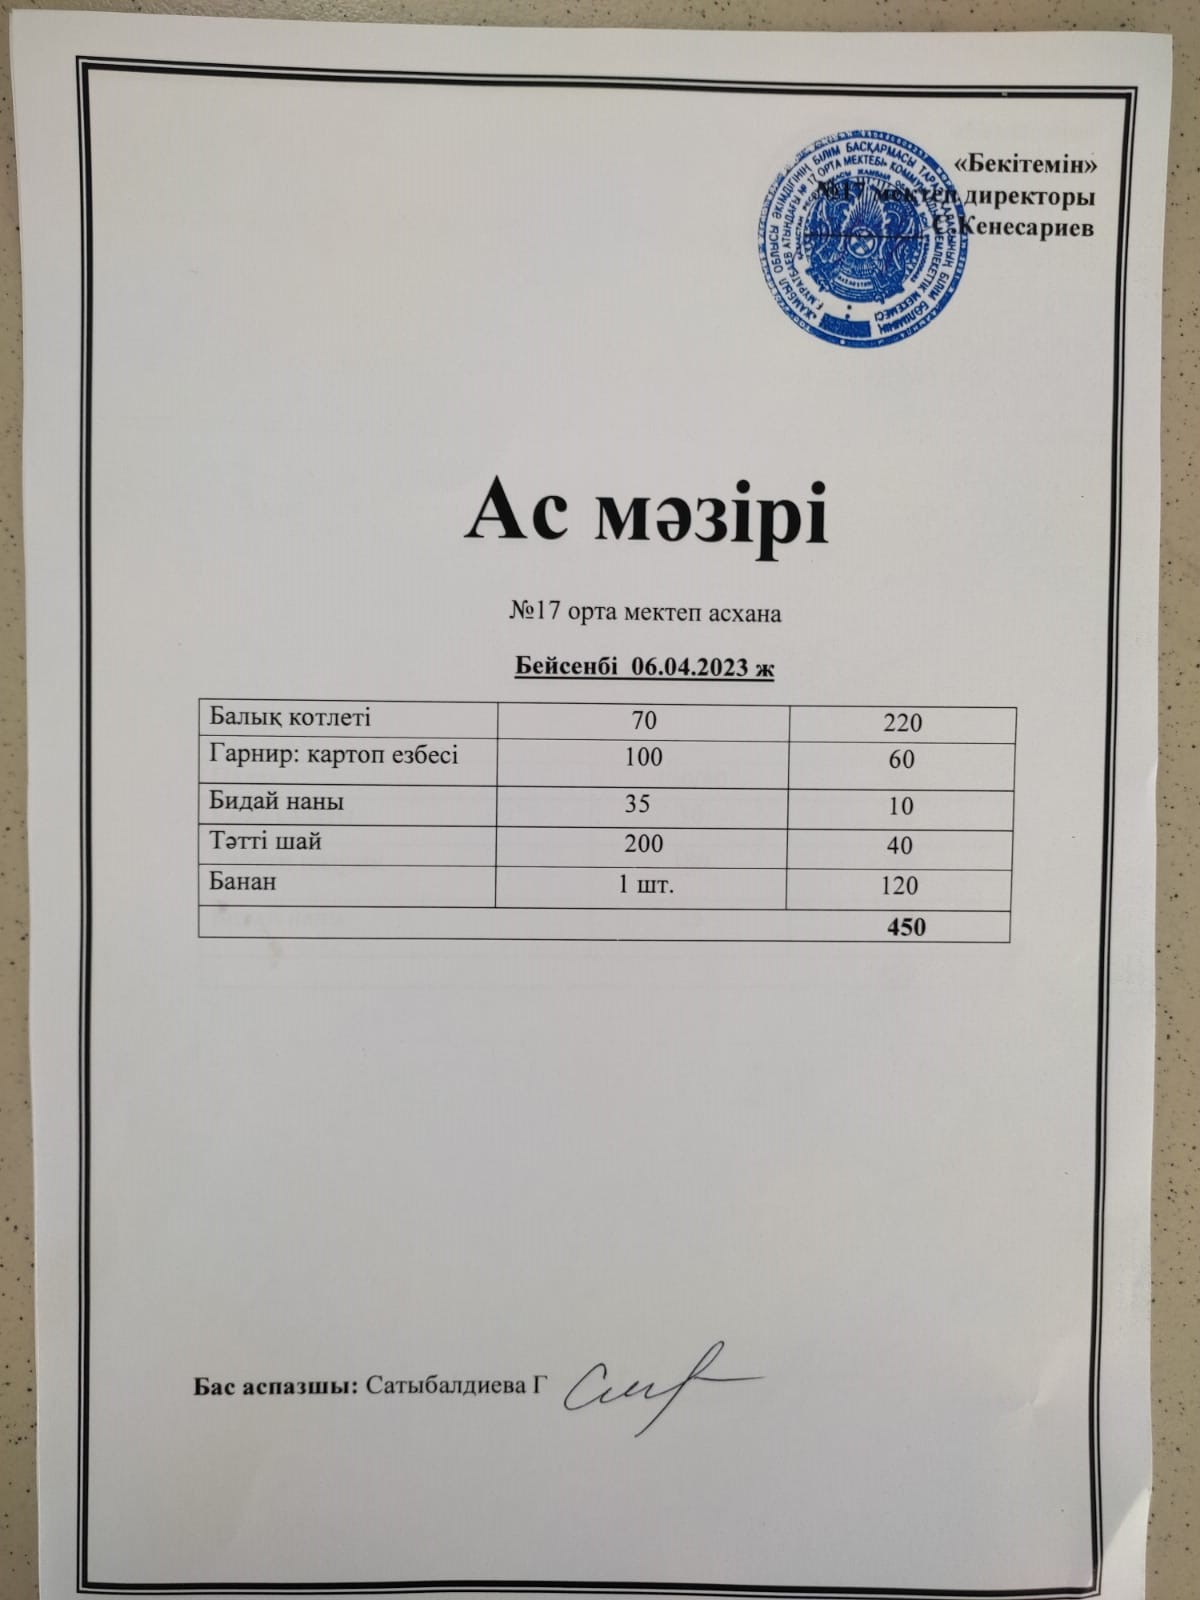 «Бекітемін»
№17 мектеп директоры
С.Кенесариев
Ас мәзірі
№17 орта мектеп асхана
Бейсенбі 06.04.2023 ж
Балық котлеті 70 220
Гарнир: картоп езбесі 100 60
Бидай наны 35 10
Тәтті шай 200 40
Банан 1 шт. 120
450
Бас аспазшы: Сатыбалдиева Г